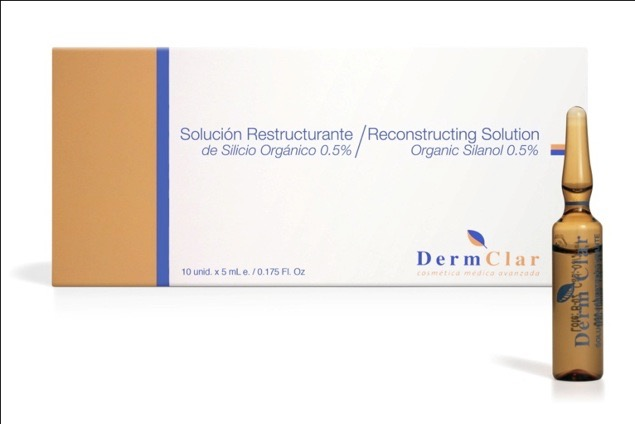 Solución Restructurante / Reconstructing Solution
de Silicio Orgánico 0.5% Organic Silanol 0.5%
DermClar
cosmetica medica avanzada
10 unid. x 5 mL e. / 0.175 Fl. Oz
DermClar